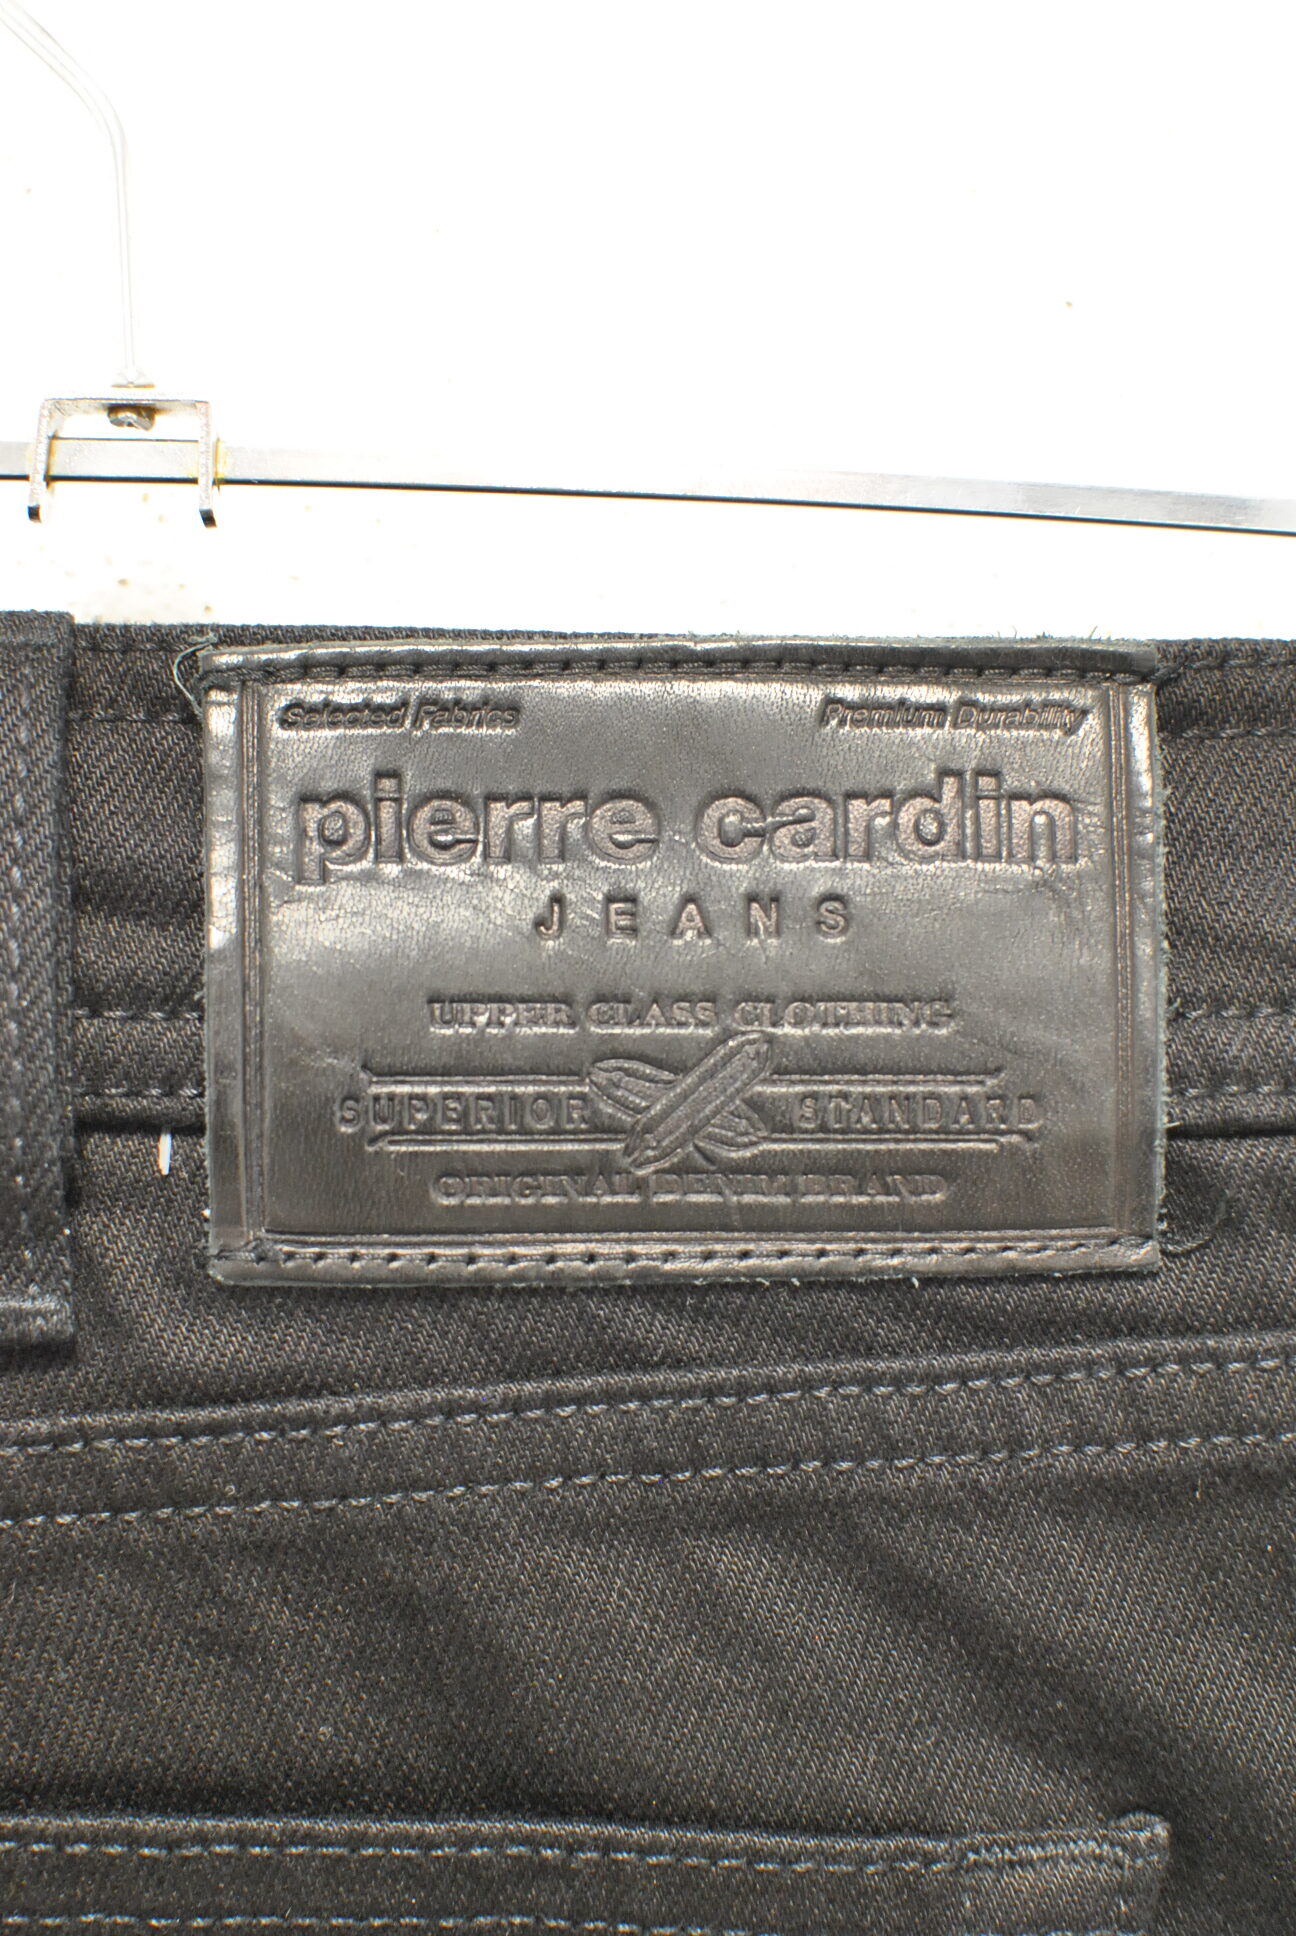 Selected Fabrics Premium Durability
pierre cardin
JEANS
UPPER CLASS CLOTHING
SUPERIOR STANDARD
ORIGINAL DENIM BRAND